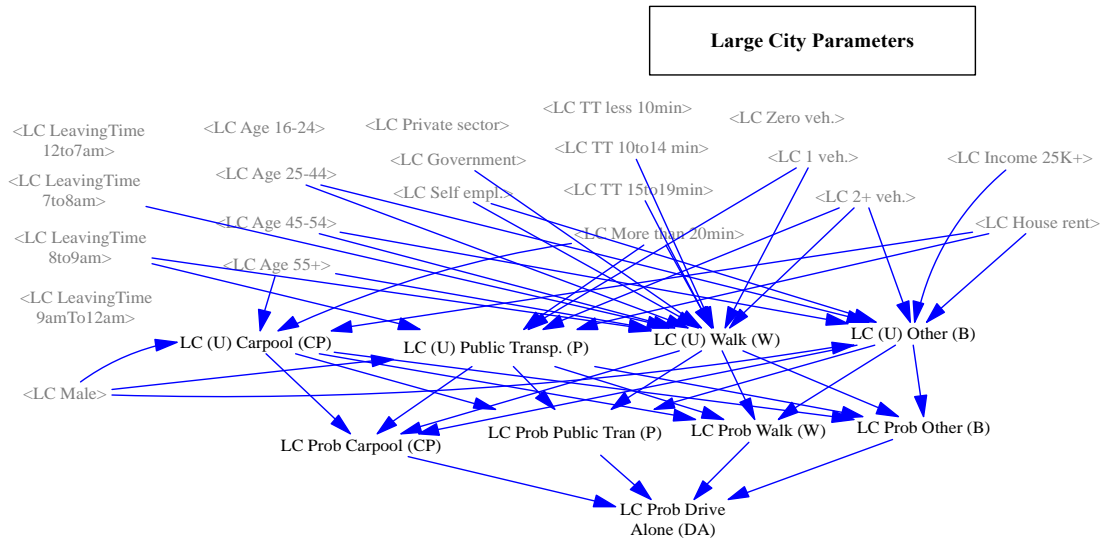 Large City Parameters
<LC TT less 10min>
<LC Zero veh.>
<LC Private sector>
<LC Age 16-24>
<LC LeavingTime
12to7am>
<LC TT 10to14 min>
<LC 1 veh.>
<LC Income 25K+>
<LC Government>
<LC Age 25-44>
<LC LeavingTime
7to8am>
<LC Self empl.>
<LC TT 15to19min>
<LC 2+ veh.>
<LC Age 45-54>
<LC House rent>
<LC More than 20min>
<LC LeavingTime
8to9am>
<LC Age 55+>
<LC LeavingTime
9amTo12am>
LC (U) Carpool (CP)
LC (U) Public Transp. (P)
LC (U) Walk (W)
LC (U) Other (B)
<LC Male>
LC Prob Carpool (CP)
LC Prob Public Tran (P)
LC Prob Walk (W)
LC Prob Other (B)
LC Prob Drive
Alone (DA)